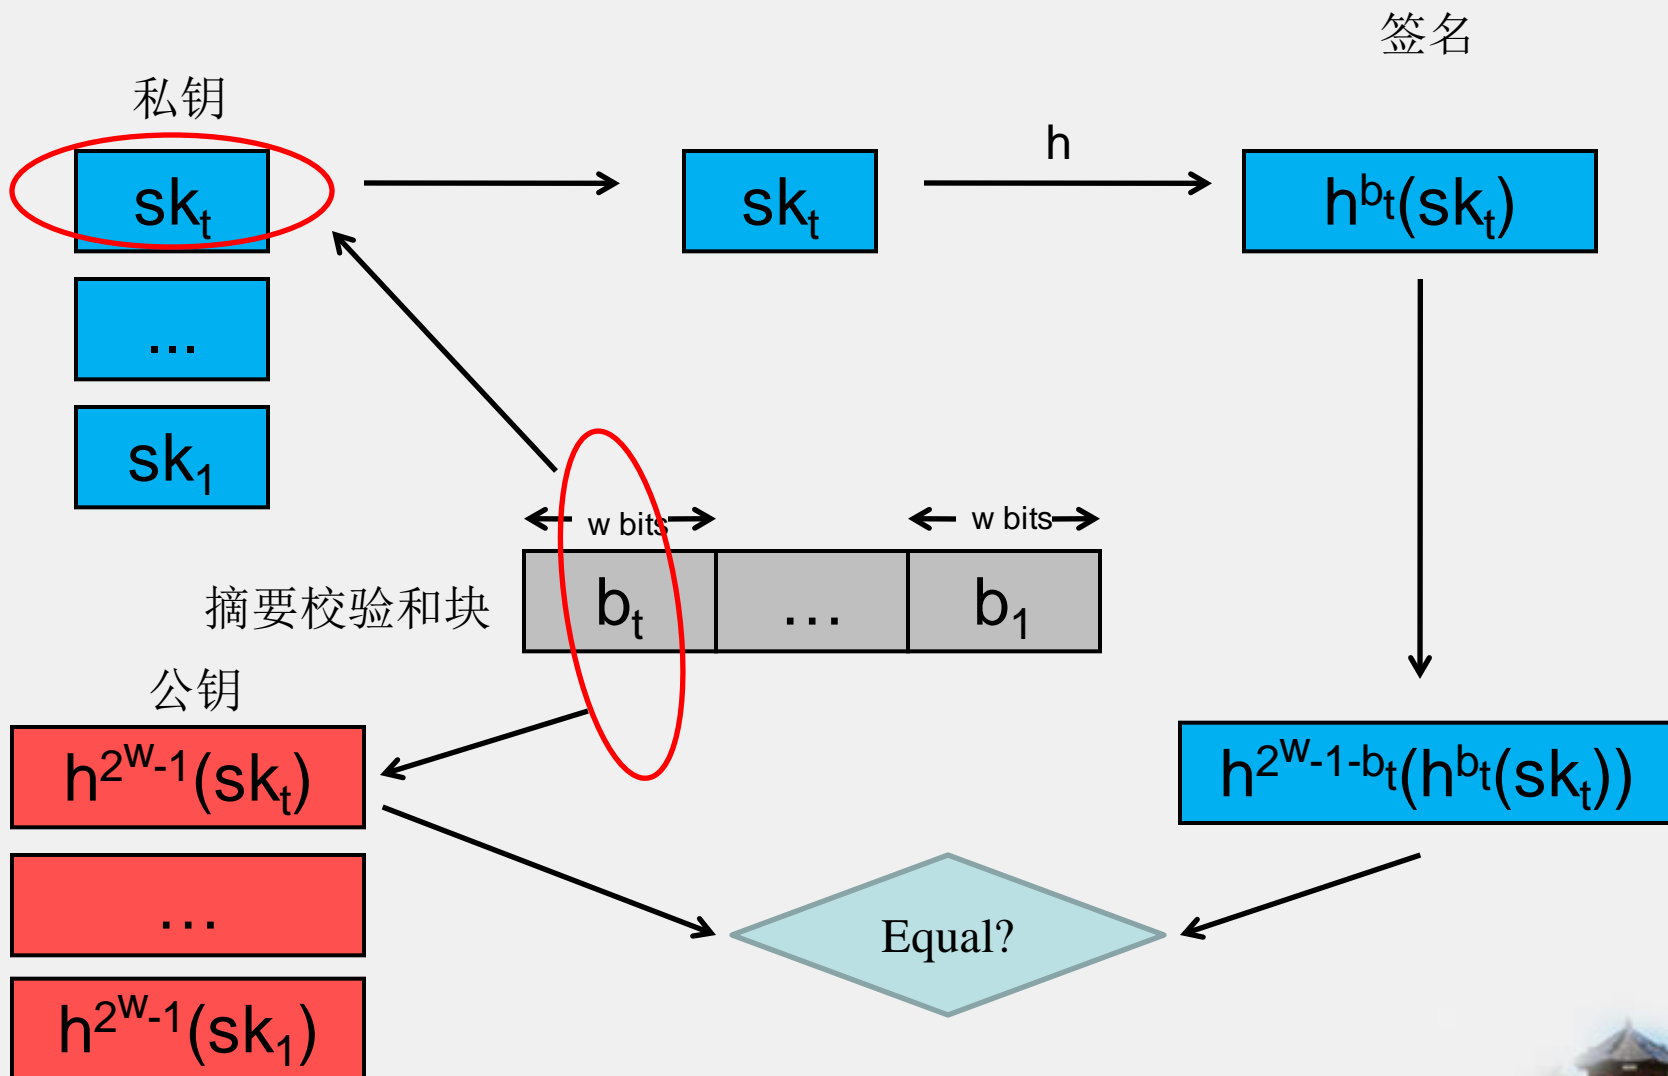 签名
私钥
sk_t
sk_t
h
h^{b_t}(sk_t)
...
sk_1
w bits
w bits
摘要校验和块
b_t
...
b_1
公钥
h^{2^w-1}(sk_t)
h^{2^w-1-b_t}(h^{b_t}(sk_t))
...
Equal?
h^{2^w-1}(sk_1)